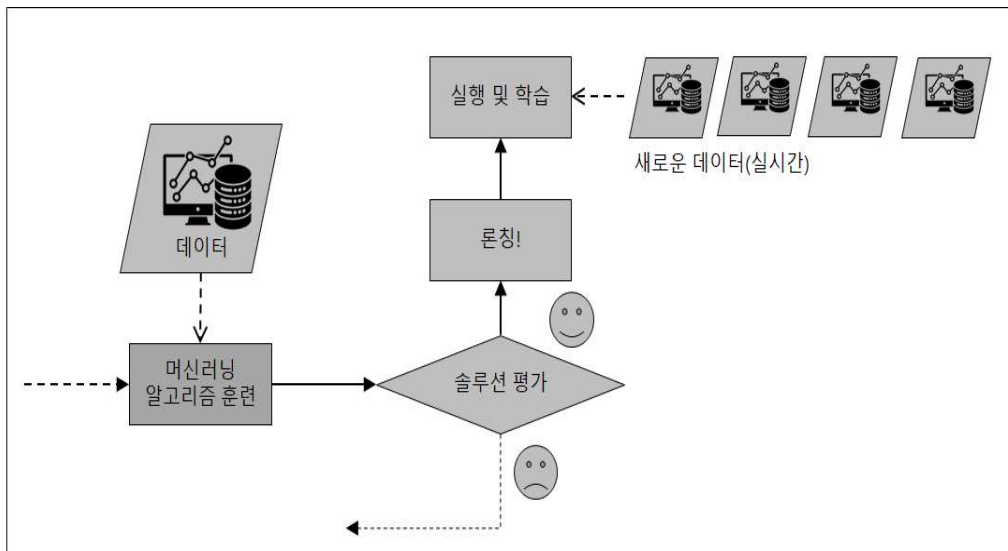 실행 및 학습
새로운 데이터(실시간)
데이터
론칭!
머신러닝
알고리즘 훈련
솔루션 평가